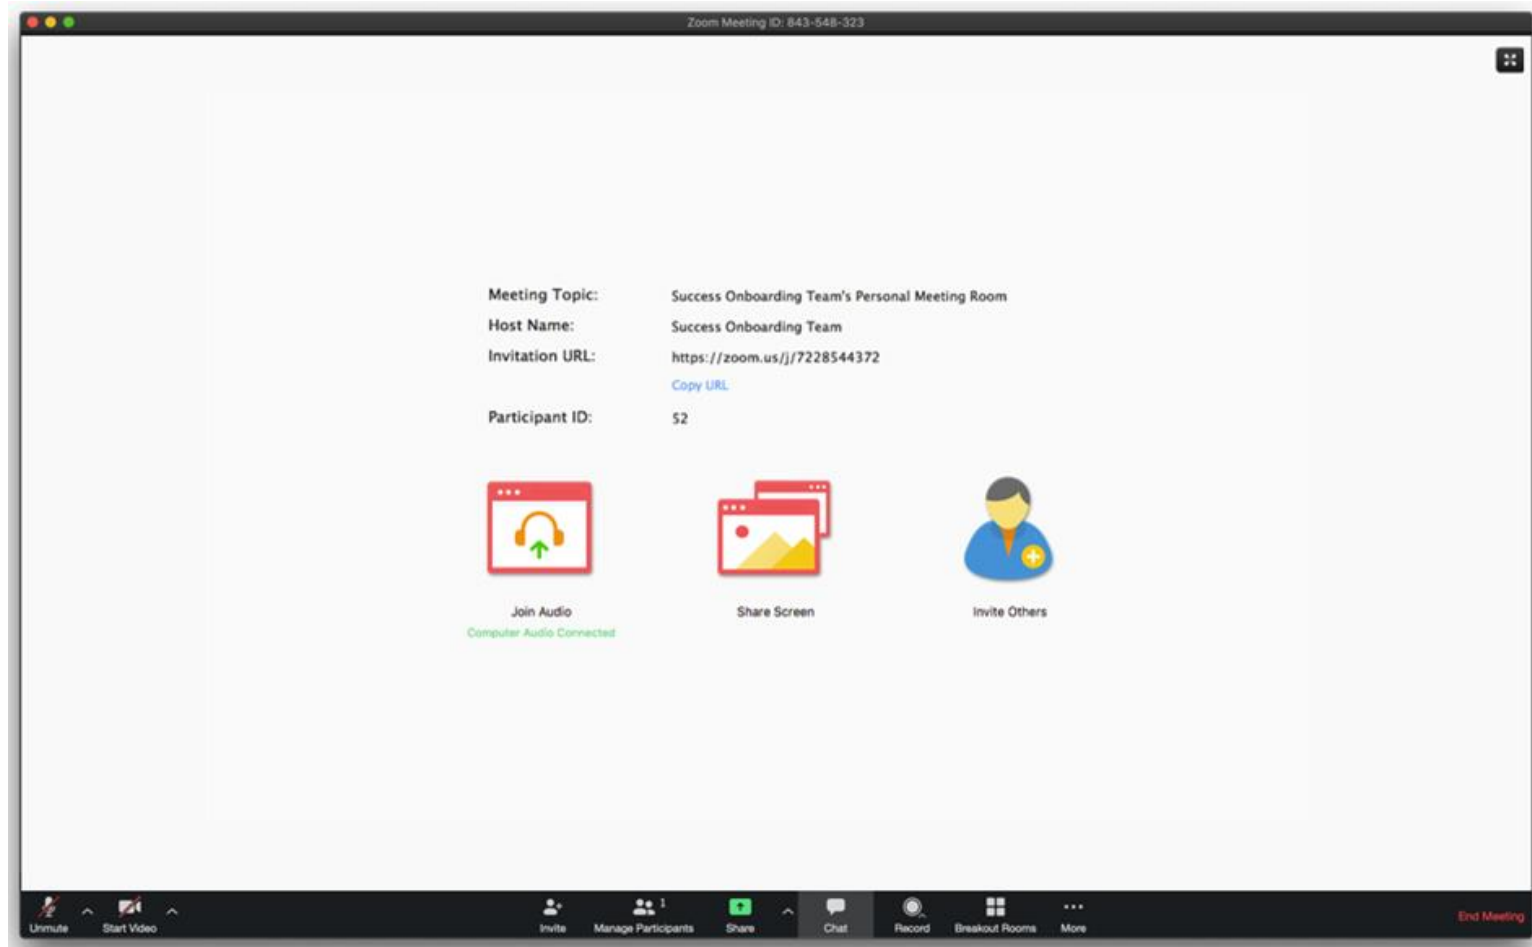 Zoom Meeting ID: 843-548-323
Meeting Topic: Success Onboarding Team's Personal Meeting Room
Host Name: Success Onboarding Team
Invitation URL: https://zoom.us/j/7228544372
Copy URL
Participant ID: 52
Join Audio Share Screen Invite Others
Computer Audio Connected
1
Unmute Start Video Invite Manage Participants Share Chat Record Breakout Rooms More End Meeting